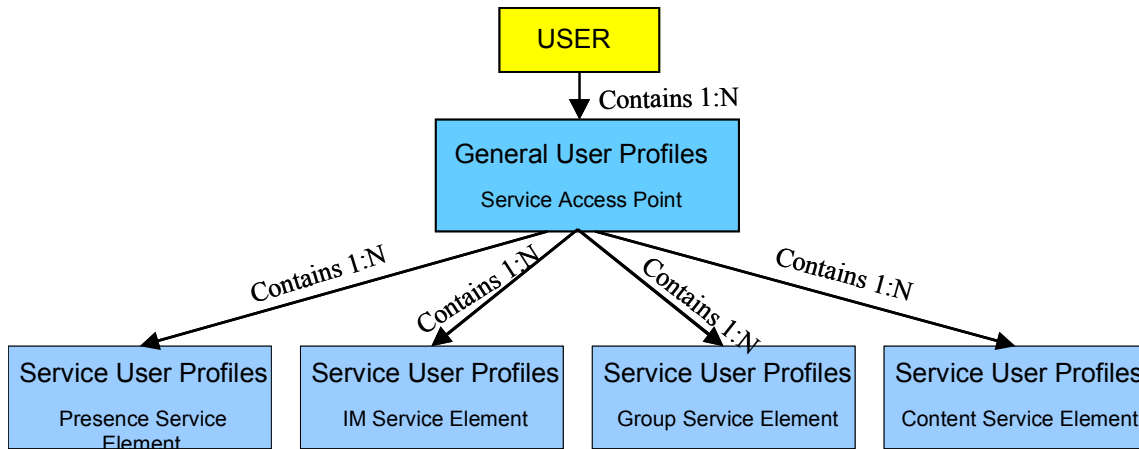 USER
Contains 1:N
General User Profiles
Service Access Point
Contains 1:N
Contains 1:N
Contains 1:N
Contains 1:N
Service User Profiles
Presence Service
Element
Service User Profiles
IM Service Element
Service User Profiles
Group Service Element
Service User Profiles
Content Service Element